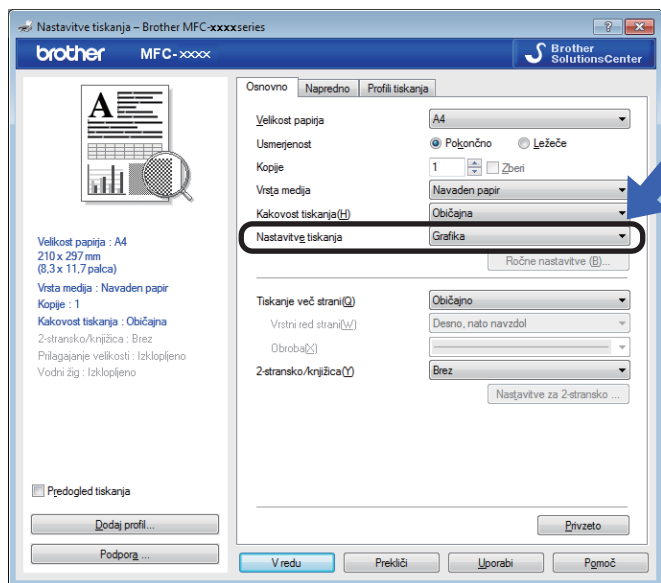 Nastavitve tiskanja – Brother MFC-xxxx series
brother MFC-xxxx
Brother
SolutionsCenter
A
Velikost papirja : A4
210 x 297 mm
(8,3 x 11,7 palca)
Vrsta medija : Navaden papir
Kopije : 1
Kakovost tiskanja : Običajna
2-stransko/knjižica : Brez
Prilagajanje velikosti : Izklopljeno
Vodni žig : Izklopljeno
Predogled tiskanja
Dodaj profil...
Podpora ...
Osnovno Napredno Profili tiskanja
Velikost papirja A4
Usmerjenost Pokončno Ležeče
Kopije 1 Zberi
Vrsta medija Navaden papir
Kakovost tiskanja(H) Običajna
Nastavitve tiskanja Grafika
Ročne nastavitve (B)...
Tiskanje več strani(Q) Običajno
Vrstni red strani(W) Desno, nato navzdol
Obroba(X)
2-stransko/knjižica(Y) Brez
Nastavitve za 2-stransko ...
Privzeto
V redu Prekliči Uporabi Pomoč